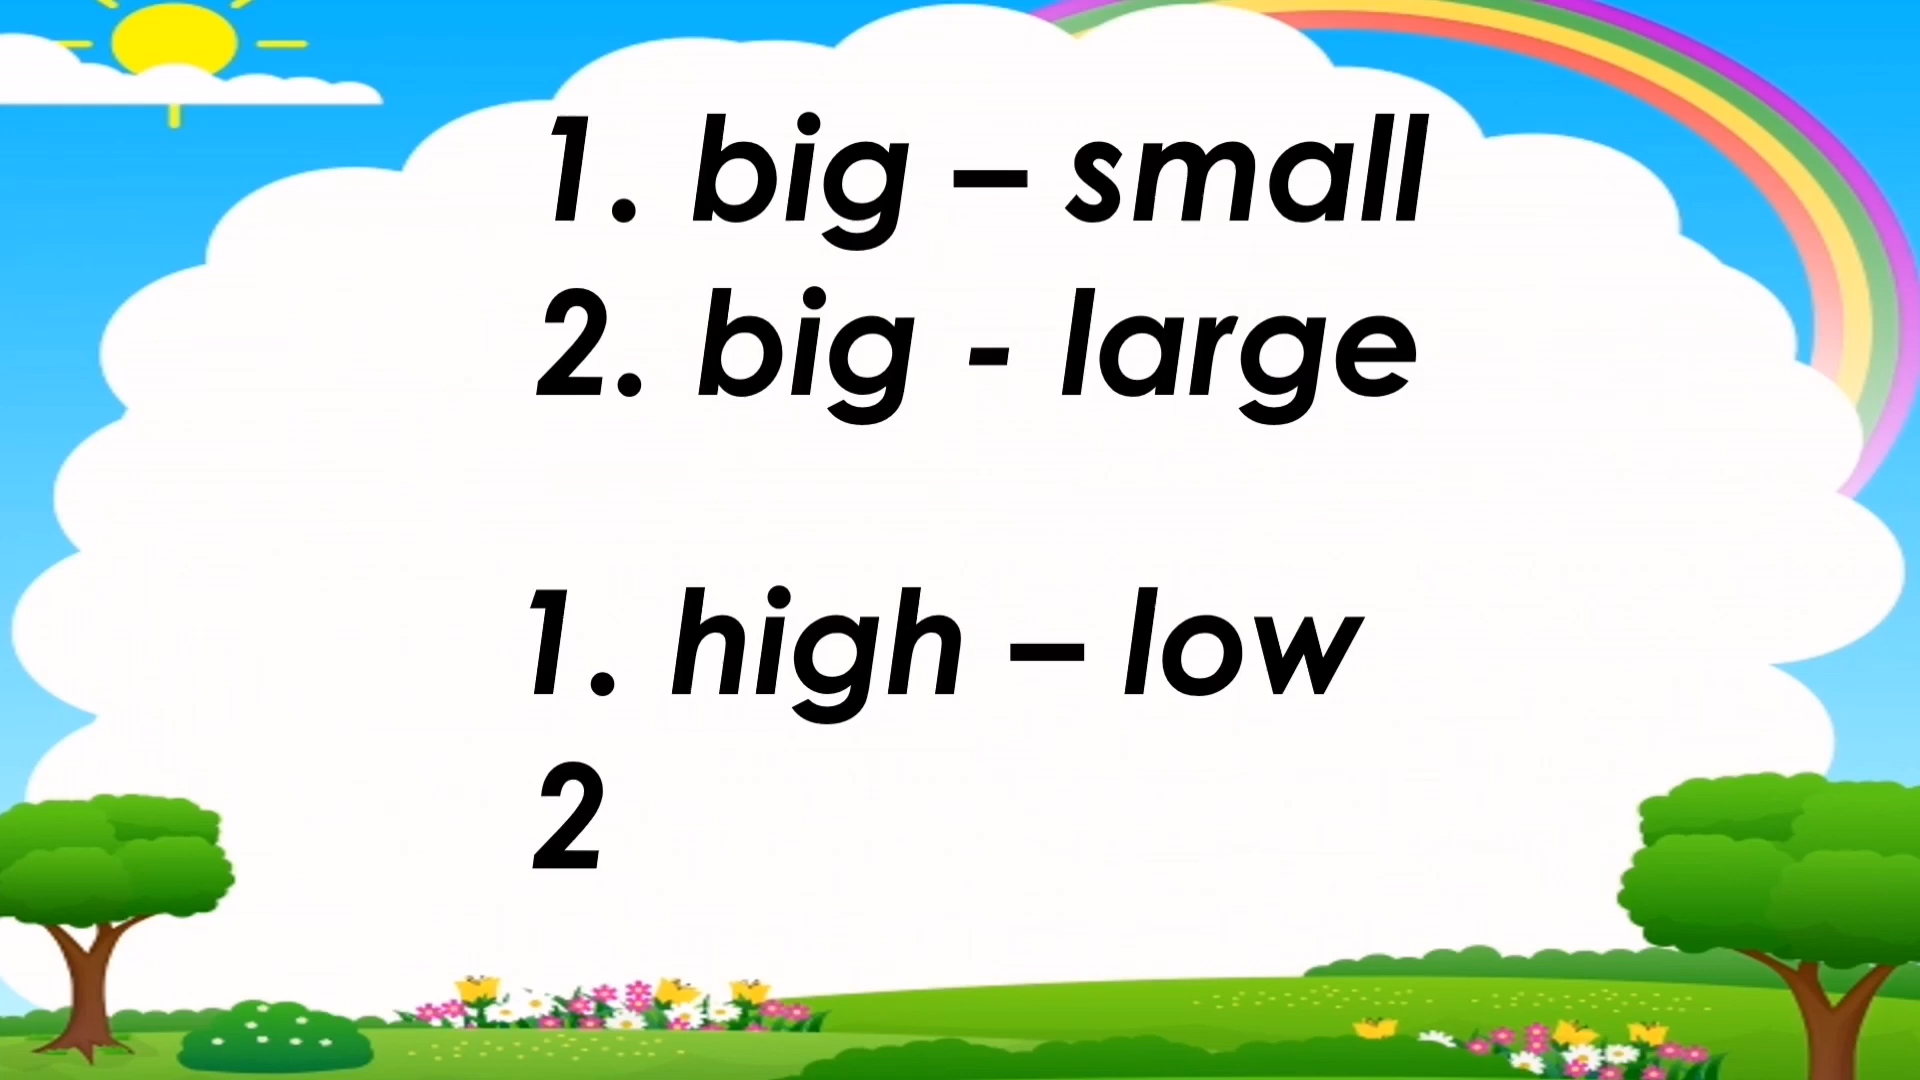 1. big – small
2. big - large
1. high – low
2